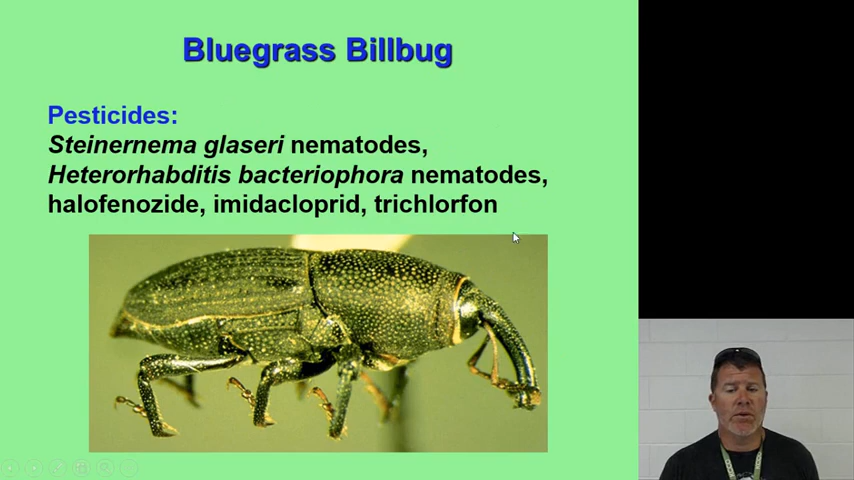 Bluegrass Billbug
Pesticides:
Steinernema glaseri nematodes,
Heterorhabditis bacteriophora nematodes,
halofenozide, imidacloprid, trichlorfon